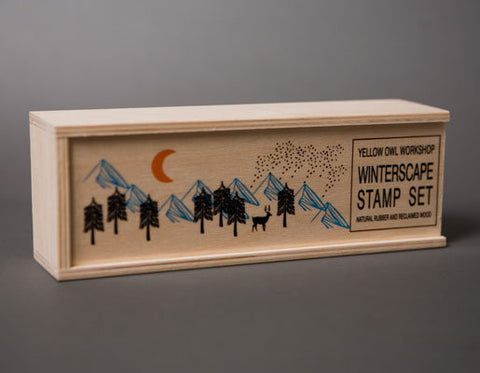 YELLOW OWL WORKSHOP
WINTERSCAPE
STAMP SET
NATURAL RUBBER AND RECLAIMED WOOD